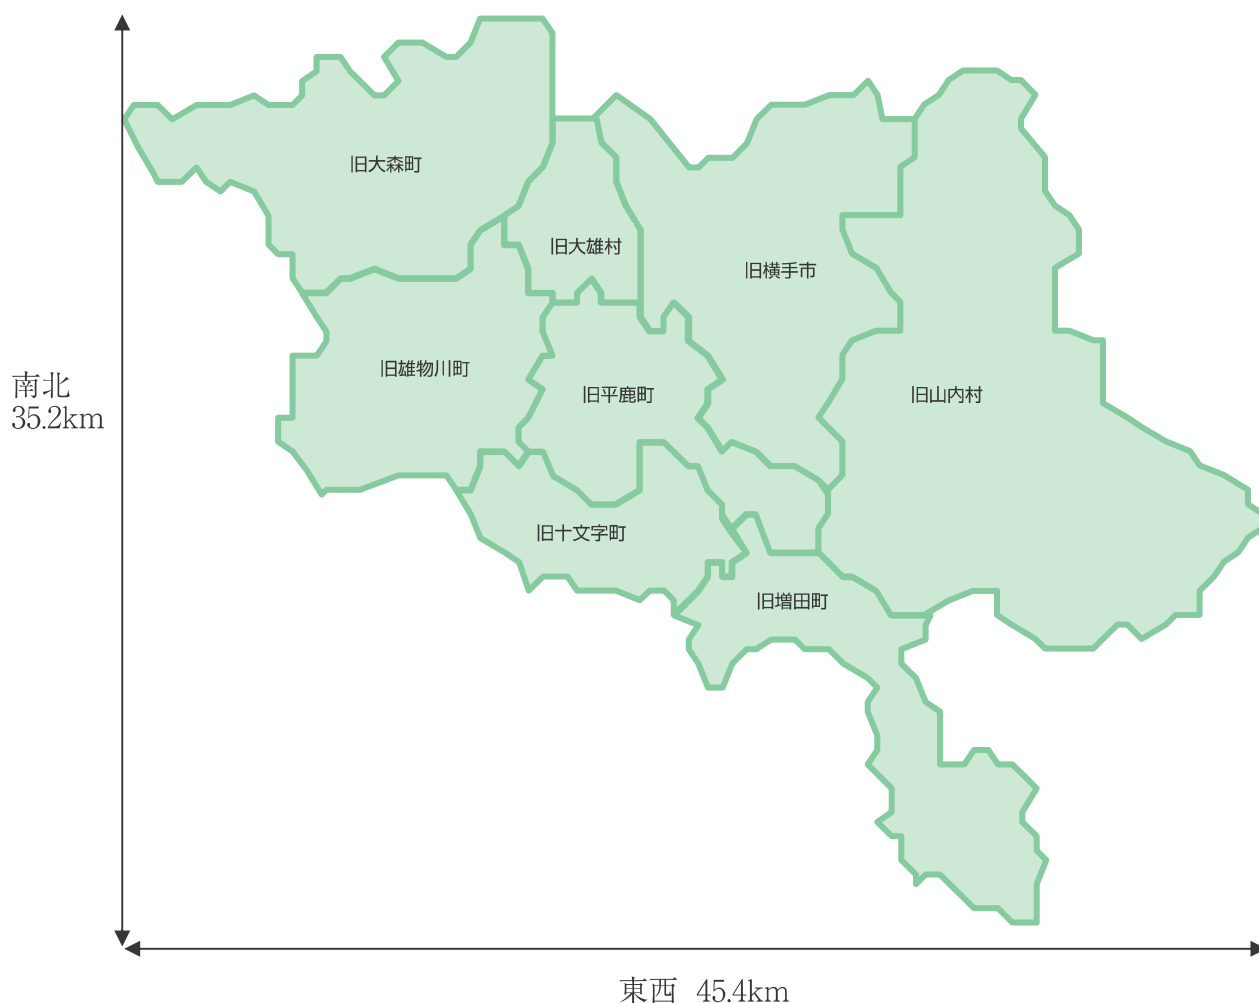 旧大森町
旧大雄村
旧横手市
旧雄物川町
旧平鹿町
旧山内村
南北
35.2km
旧十文字町
旧増田町
東西 45.4km